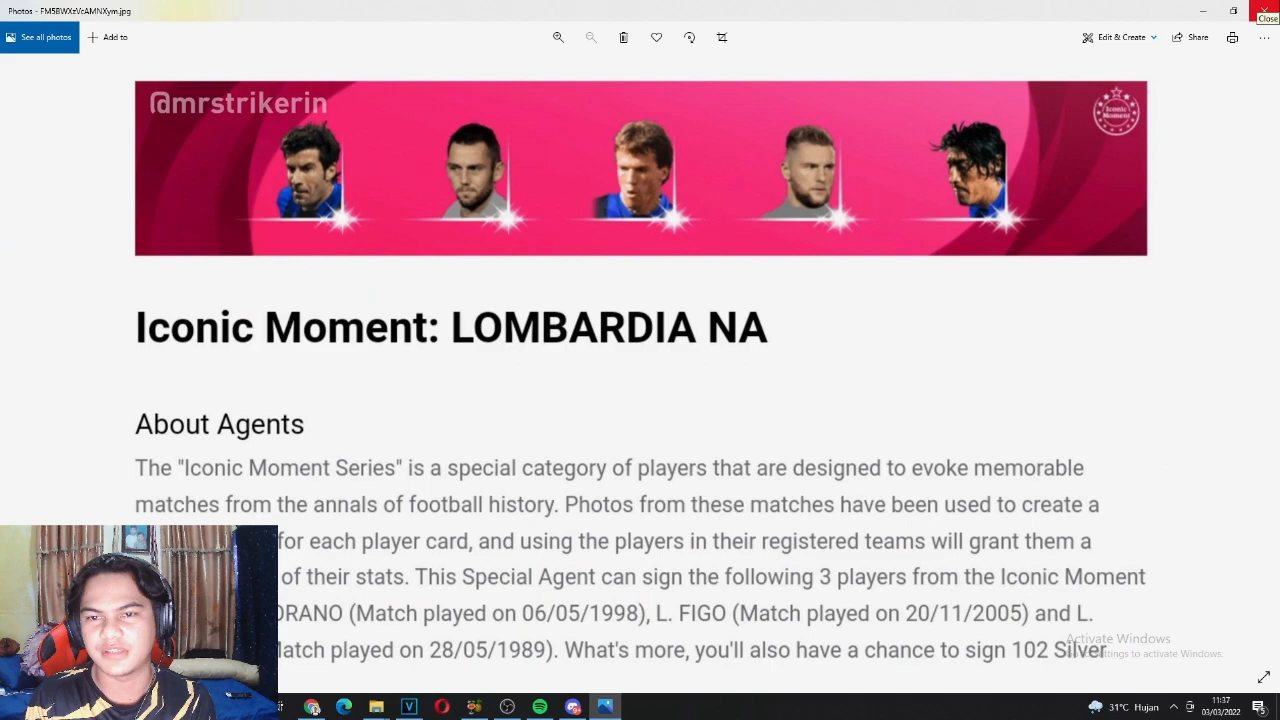 Photos - FM5BWXzVcAMNXym.jpg
Close
See all photos
Add to
Edit & Create
Share
@mrstrikerin
Iconic Moment
Iconic Moment: LOMBARDIA NA
About Agents
The "Iconic Moment Series" is a special category of players that are designed to evoke memorable
matches from the annals of football history. Photos from these matches have been used to create a
for each player card, and using the players in their registered teams will grant them a
of their stats. This Special Agent can sign the following 3 players from the Iconic Moment
(Match played on 06/05/1998), L. FIGO (Match played on 20/11/2005) and L.
played on 28/05/1989). What's more, you'll also have a chance to sign 102 Silver
Activate Windows
to activate Windows.
31°C Hujan
11:37
03/03/2022